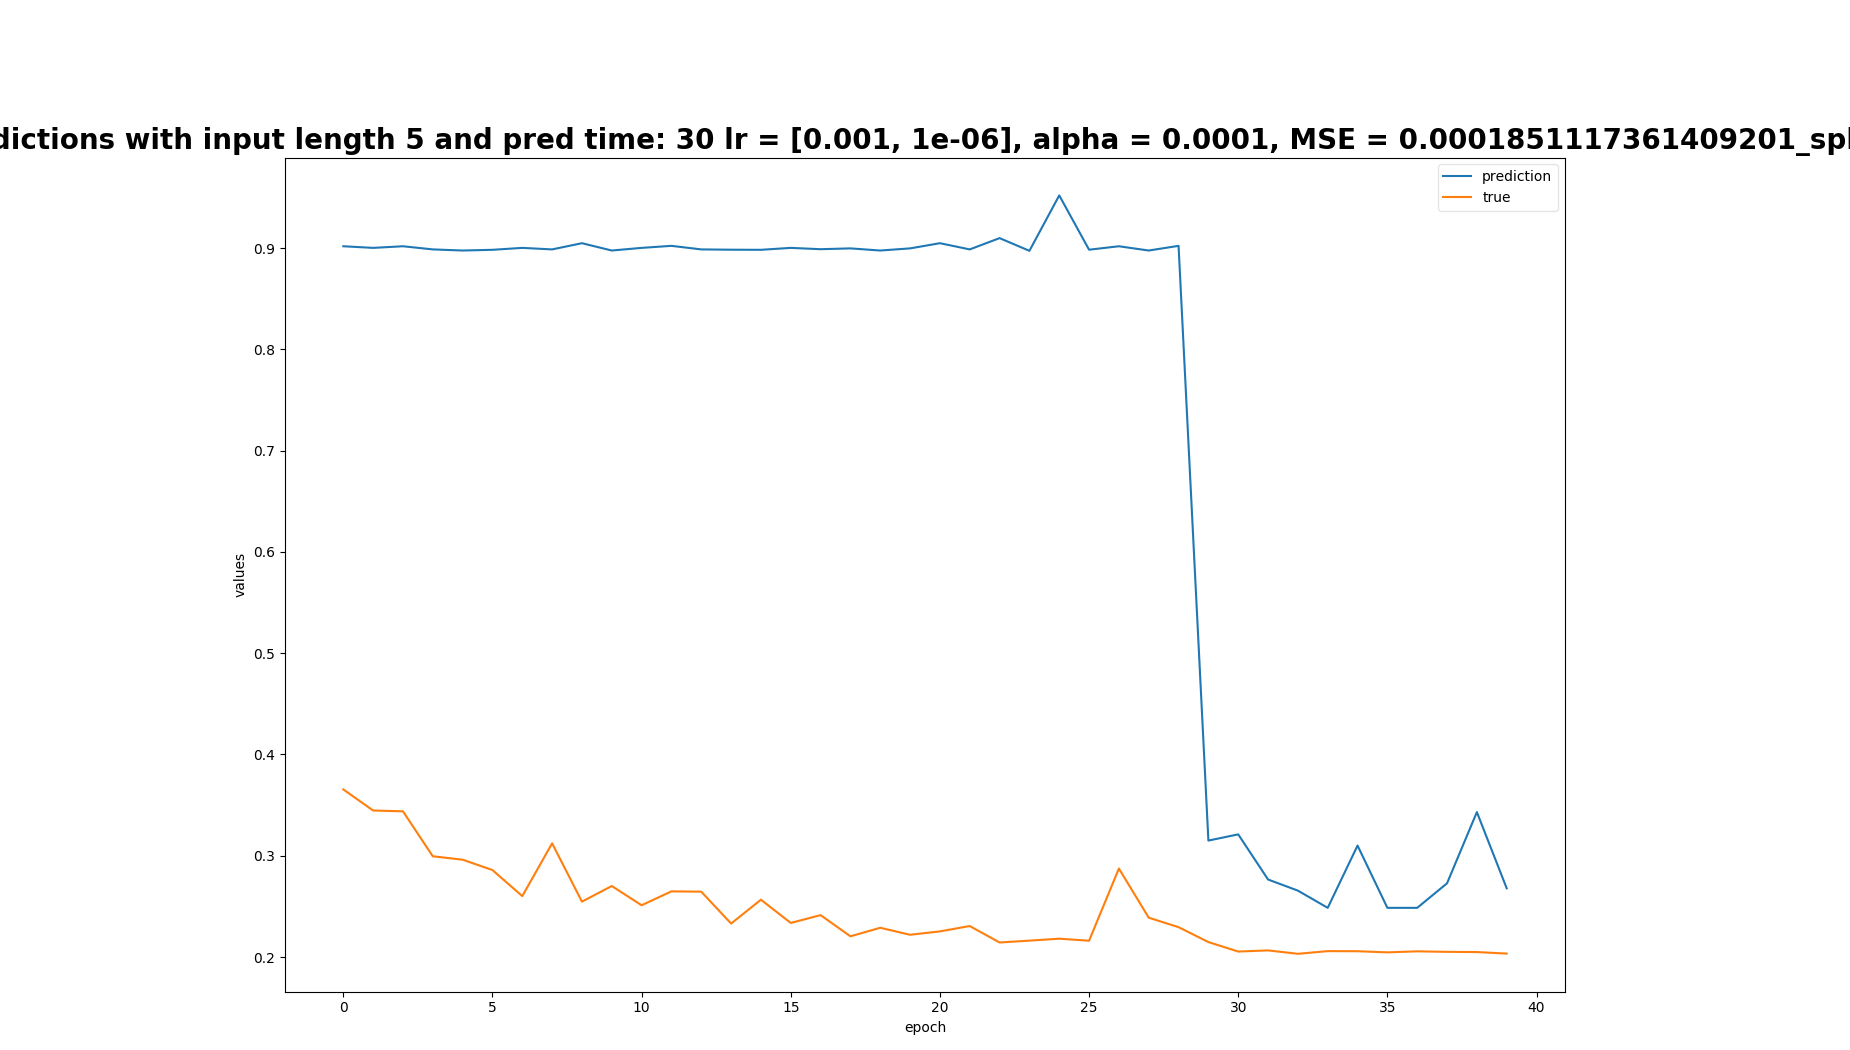 dictions with input length 5 and pred time: 30 lr = [0.001, 1e-06], alpha = 0.0001, MSE = 0.0001851117361409201_spl
prediction
true
0.9
0.8
0.7
0.6
0.5
0.4
0.3
0.2
values
0 5 10 15 20 25 30 35 40
epoch